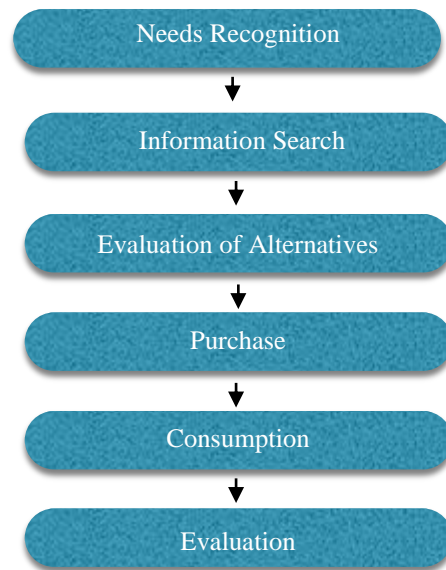 Needs Recognition
Information Search
Evaluation of Alternatives
Purchase
Consumption
Evaluation